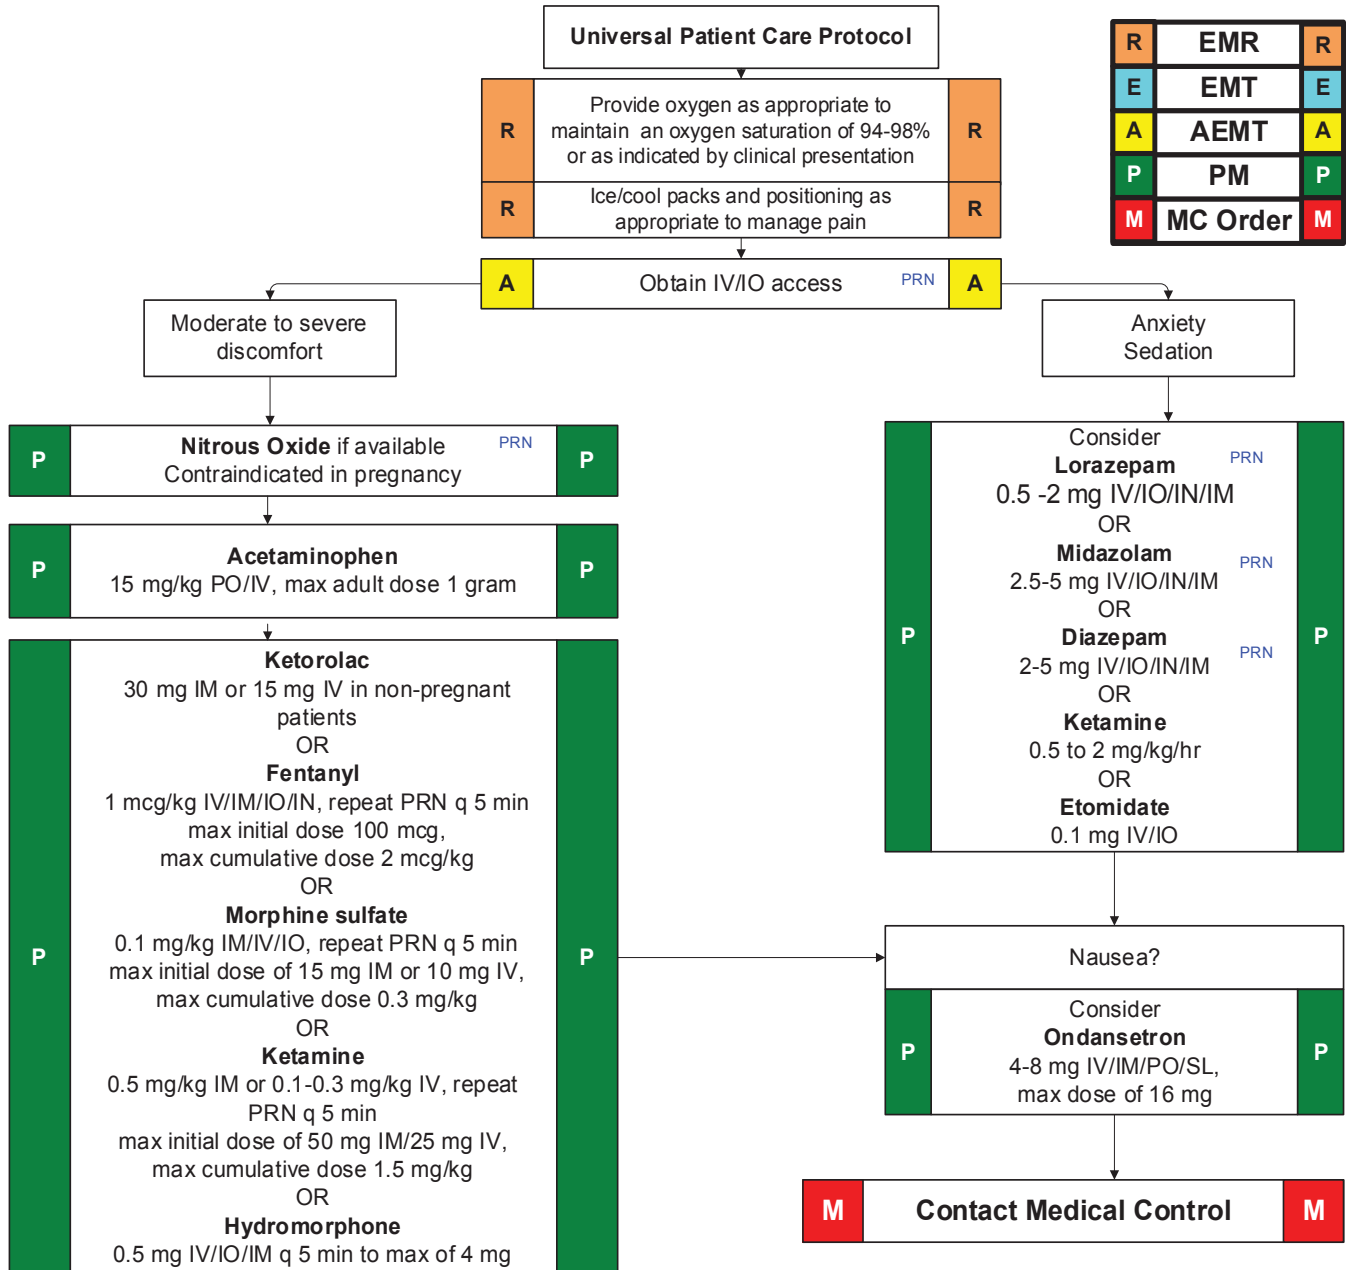 Universal Patient Care Protocol
R EMR R
E EMT E
A AEMT A
P PM P
M MC Order M
R R
Provide oxygen as appropriate to
maintain an oxygen saturation of 94-98%
or as indicated by clinical presentation
R R
Ice/cool packs and positioning as
appropriate to manage pain
A Obtain IV/IO access PRN A
Moderate to severe
discomfort
P P
Nitrous Oxide if available PRN
Contraindicated in pregnancy
P P
Acetaminophen
15 mg/kg PO/IV, max adult dose 1 gram
P P
Ketorolac
30 mg IM or 15 mg IV in non-pregnant
patients
OR
Fentanyl
1 mcg/kg IV/IM/IO/IN, repeat PRN q 5 min
max initial dose 100 mcg,
max cumulative dose 2 mcg/kg
OR
Morphine sulfate
0.1 mg/kg IM/IV/IO, repeat PRN q 5 min
max initial dose of 15 mg IM or 10 mg IV,
max cumulative dose 0.3 mg/kg
OR
Ketamine
0.5 mg/kg IM or 0.1-0.3 mg/kg IV, repeat
PRN q 5 min
max initial dose of 50 mg IM/25 mg IV,
max cumulative dose 1.5 mg/kg
OR
Hydromorphone
0.5 mg IV/IO/IM q 5 min to max of 4 mg
Anxiety
Sedation
P P
Consider
Lorazepam PRN
0.5 -2 mg IV/IO/IN/IM
OR
Midazolam PRN
2.5-5 mg IV/IO/IN/IM
OR
Diazepam PRN
2-5 mg IV/IO/IN/IM
OR
Ketamine
0.5 to 2 mg/kg/hr
OR
Etomidate
0.1 mg IV/IO
Nausea?
P P
Consider
Ondansetron
4-8 mg IV/IM/PO/SL,
max dose of 16 mg
M Contact Medical Control M